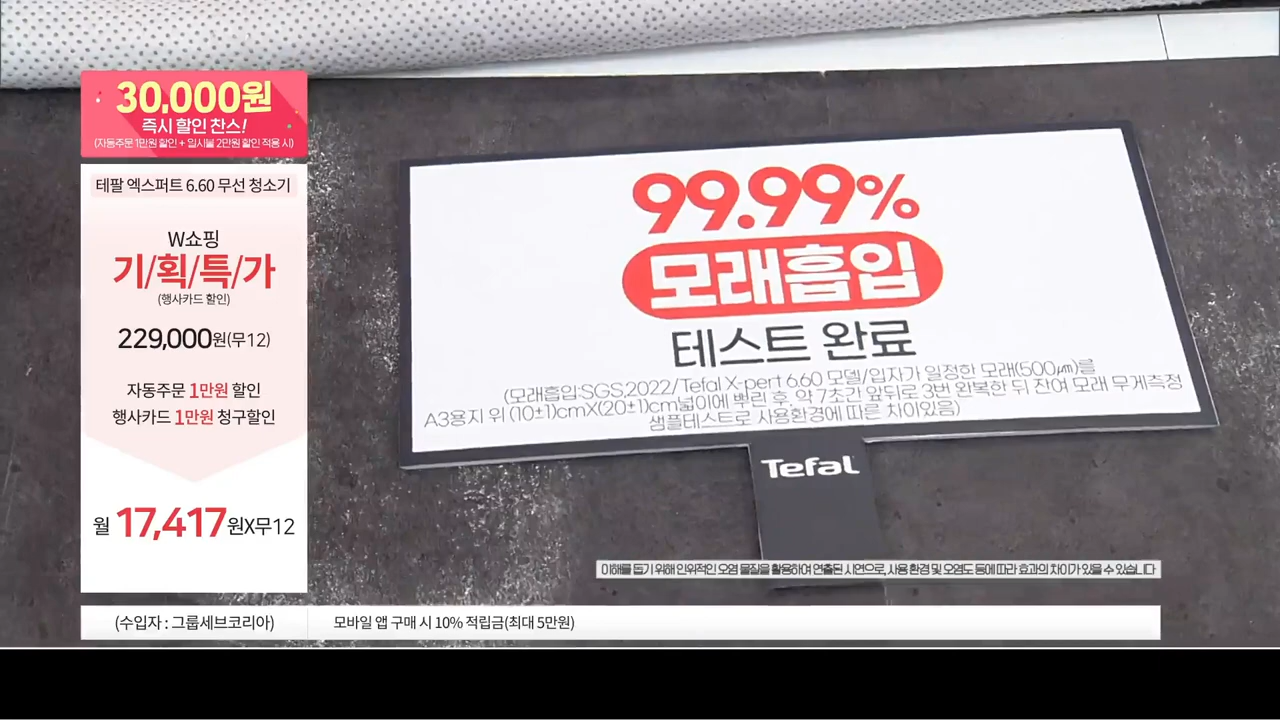 30,000원
즉시 할인 찬스!
(자동주문 1만원 할인 + 일시불 2만원 할인 적용 시)
테팔 엑스퍼트 6.60 무선 청소기
W쇼핑
기/획/특/가
(행사카드 할인)
229,000원(무12)
자동주문 1만원 할인
행사카드 1만원 청구할인
월 17,417원X무12
99.99%
모래흡입
테스트 완료
(모래흡입:SGS,2022/Tefal X-pert 6.60 모델/입자가 일정한 모래(500㎛)를
A3용지 위 (10±1)cmX(20±1)cm넓이에 뿌린 후, 약 7초간 앞뒤로 3번 완복한 뒤 잔여 모래 무게측정
샘플테스트로 사용환경에 따른 차이있음)
Tefal
이해를 돕기 위해 인위적인 오염 물질을 활용하여 연출된 시연으로, 사용 환경 및 오염도 등에 따라 효과의 차이가 있을 수 있습니다
(수입자 : 그룹세브코리아)
모바일 앱 구매 시 10% 적립금(최대 5만원)